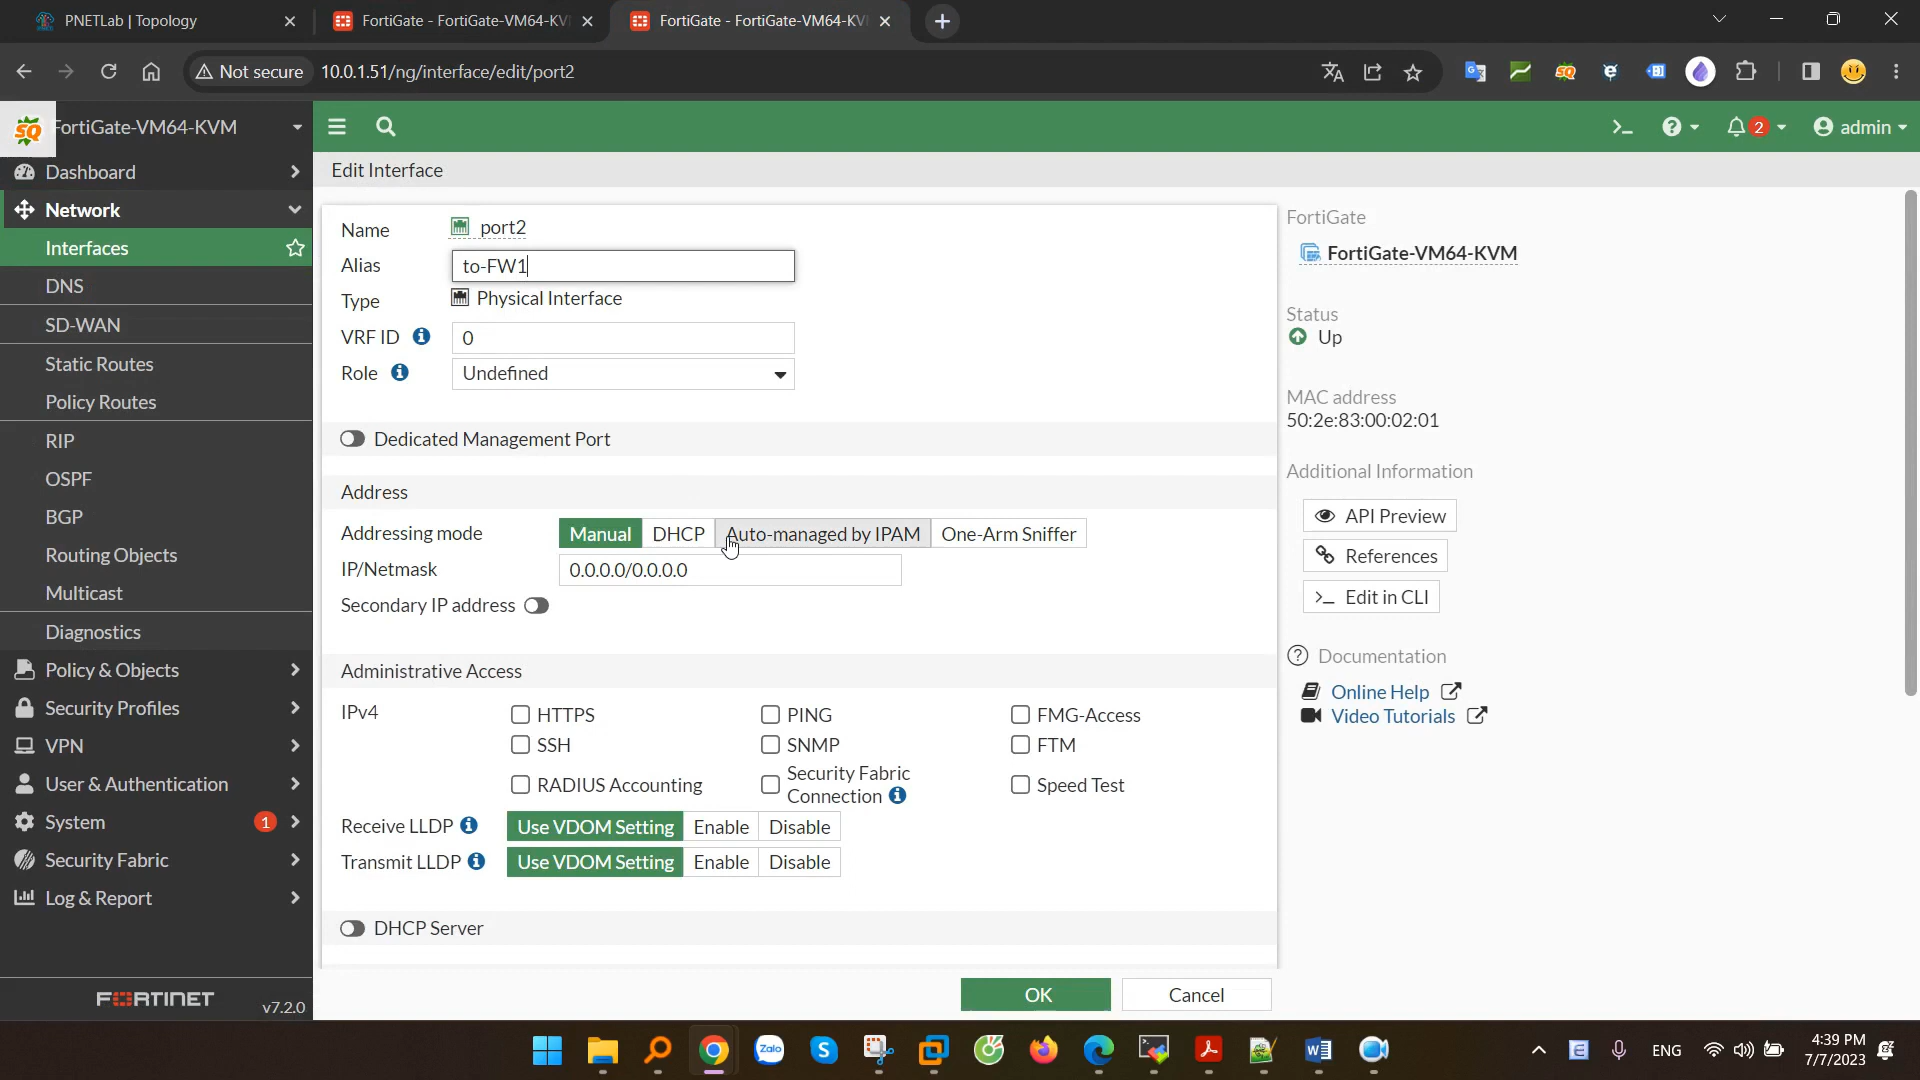 PNETLab | Topology
FortiGate - FortiGate-VM64-KV
FortiGate - FortiGate-VM64-KV
Not secure
10.0.1.51/ng/interface/edit/port2
SQ FortiGate-VM64-KVM
2
admin
Dashboard
Network
Interfaces
DNS
SD-WAN
Static Routes
Policy Routes
RIP
OSPF
BGP
Routing Objects
Multicast
Diagnostics
Policy & Objects
Security Profiles
VPN
User & Authentication
System 1
Security Fabric
Log & Report
FORTINET v7.2.0
Edit Interface
Name port2
Alias to-FW1
Type Physical Interface
VRF ID 0
Role Undefined
Dedicated Management Port
Address
Addressing mode Manual DHCP Auto-managed by IPAM One-Arm Sniffer
IP/Netmask 0.0.0.0/0.0.0.0
Secondary IP address
Administrative Access
IPv4 HTTPS PING FMG-Access
SSH SNMP FTM
RADIUS Accounting Security Fabric Connection Speed Test
Receive LLDP Use VDOM Setting Enable Disable
Transmit LLDP Use VDOM Setting Enable Disable
DHCP Server
OK Cancel
FortiGate
FortiGate-VM64-KVM
Status
Up
MAC address
50:2e:83:00:02:01
Additional Information
API Preview
References
>_ Edit in CLI
Documentation
Online Help
Video Tutorials
Zalo
ENG
4:39 PM
7/7/2023